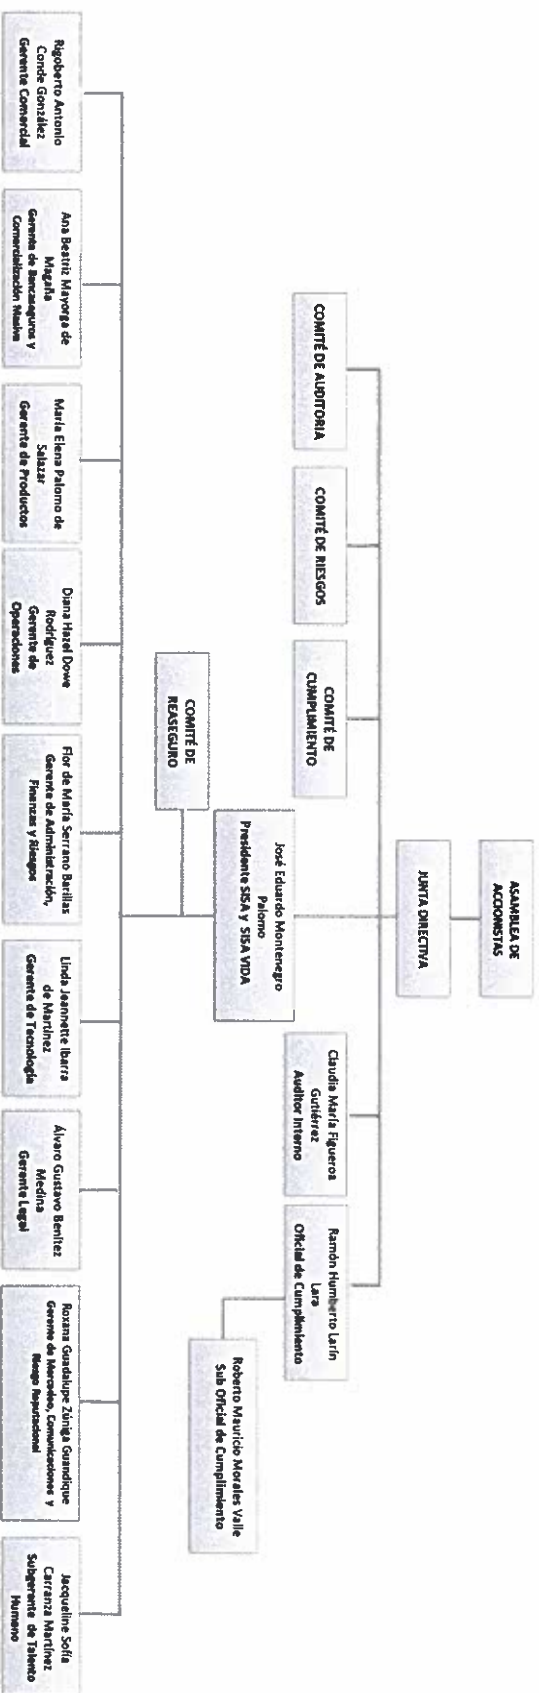 ASAMBLEA DE
ACCIONISTAS
JUNTA DIRECTIVA
COMITÉ DE AUDITORIA
COMITÉ DE RIESGOS
COMITÉ DE
CUMPLIMIENTO
Claudia María Figueroa
Gutiérrez
Auditor Interno
Ramón Humberto Larín
Lara
Oficial de Cumplimiento
Roberto Mauricio Morales Valle
Sub Oficial de Cumplimiento
José Eduardo Montenegro
Palomo
Presidente SISA y SISA VIDA
COMITÉ DE
REASEGURO
Rigoberto Antonio
Conde González
Gerente Comercial
Ana Beatriz Mayorga de
Magaña
Gerente de Bancaseguros y
Comercialización Masiva
María Elena Palomo de
Salazar
Gerente de Productos
Diana Hazel Dowe
Rodríguez
Gerente de
Operaciones
Flor de María Serrano Barillas
Gerente de Administración,
Finanzas y Riesgos
Linda Jeannette Ibarra
de Martínez
Gerente de Tecnología
Álvaro Gustavo Benítez
Medina
Gerente Legal
Roxana Guadalupe Zúniga Guandique
Gerente de Mercadeo, Comunicaciones y
Riesgo Reputacional
Jacqueline Sofía
Carranza Martínez
Subgerente de Talento
Humano